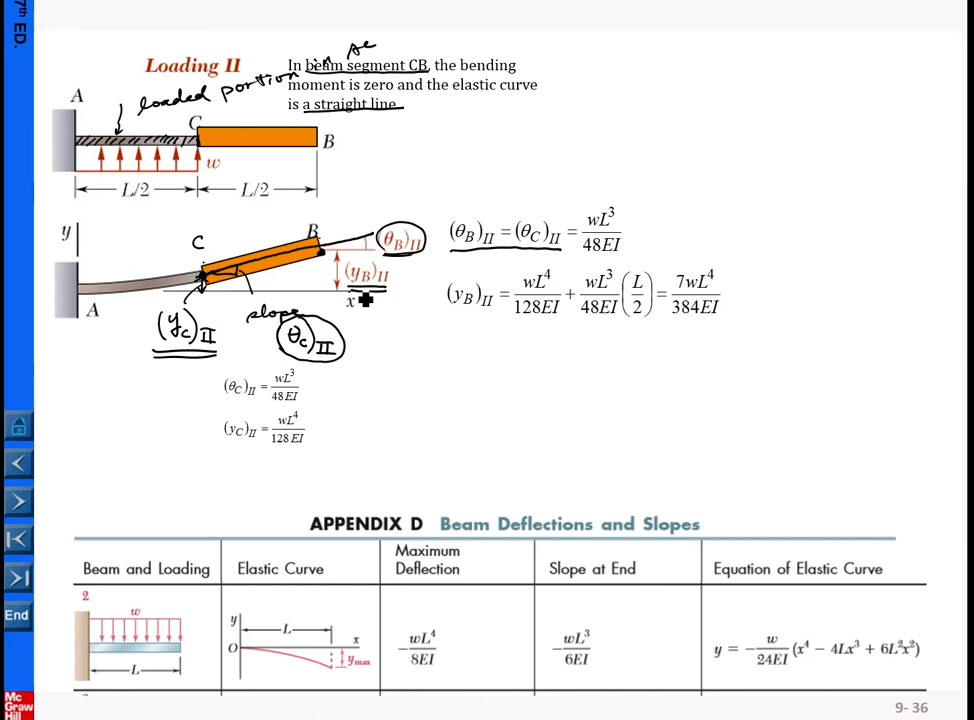 7th ED.
Loading II
In beam segment CB, the bending
moment is zero and the elastic curve
is a straight line
loaded portion in AC
A
C
B
w
L/2
L/2
y
C
B
(θB)II
(yB)II
A
x
(yC)II
slope
(θC)II
(θB)II = (θC)II = wL³/48EI
(yB)II = wL⁴/128EI + wL³/48EI (L/2) = 7wL⁴/384EI
(θC)II = wL³/48EI
(yC)II = wL⁴/128EI
APPENDIX D Beam Deflections and Slopes
Beam and Loading
Elastic Curve
Maximum
Deflection
Slope at End
Equation of Elastic Curve
2
w
L
y
L
x
O
ymax
−wL⁴/8EI
−wL³/6EI
y = −w/24EI (x⁴ − 4Lx³ + 6L²x²)
End
Mc
Graw
Hill
9- 36